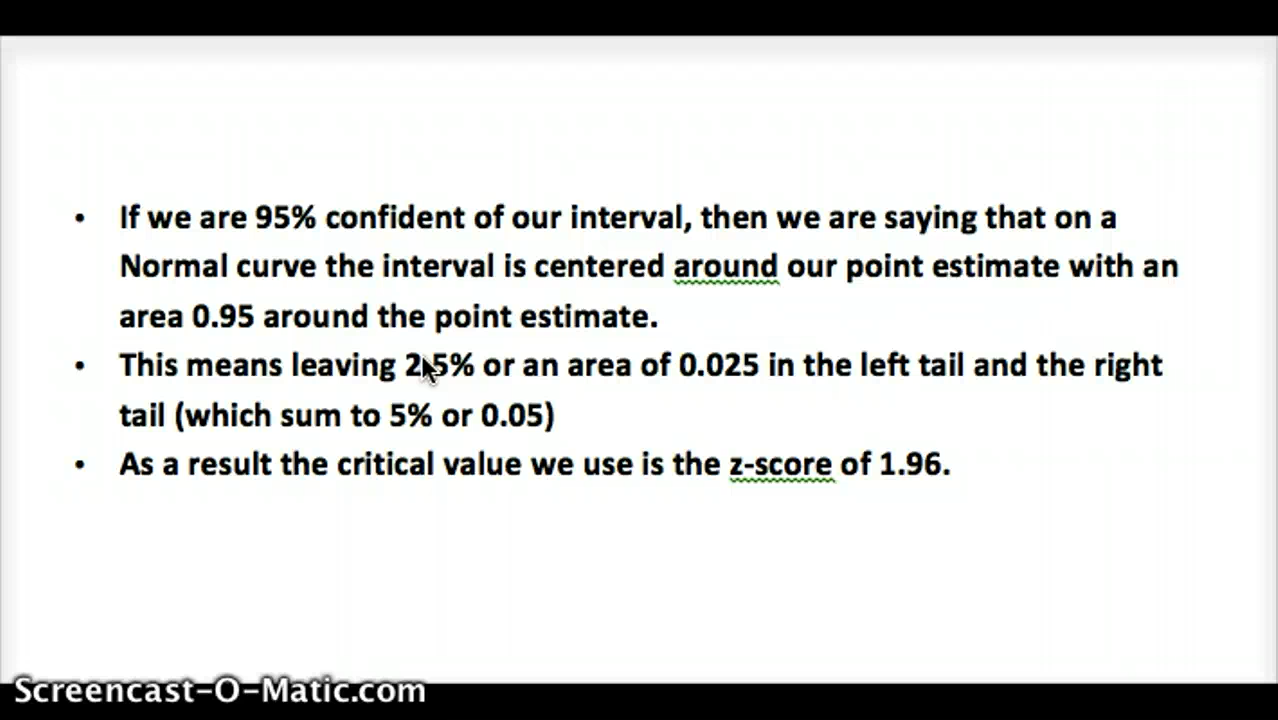 • If we are 95% confident of our interval, then we are saying that on a
Normal curve the interval is centered around our point estimate with an
area 0.95 around the point estimate.
• This means leaving 2.5% or an area of 0.025 in the left tail and the right
tail (which sum to 5% or 0.05)
• As a result the critical value we use is the z-score of 1.96.
Screencast-O-Matic.com